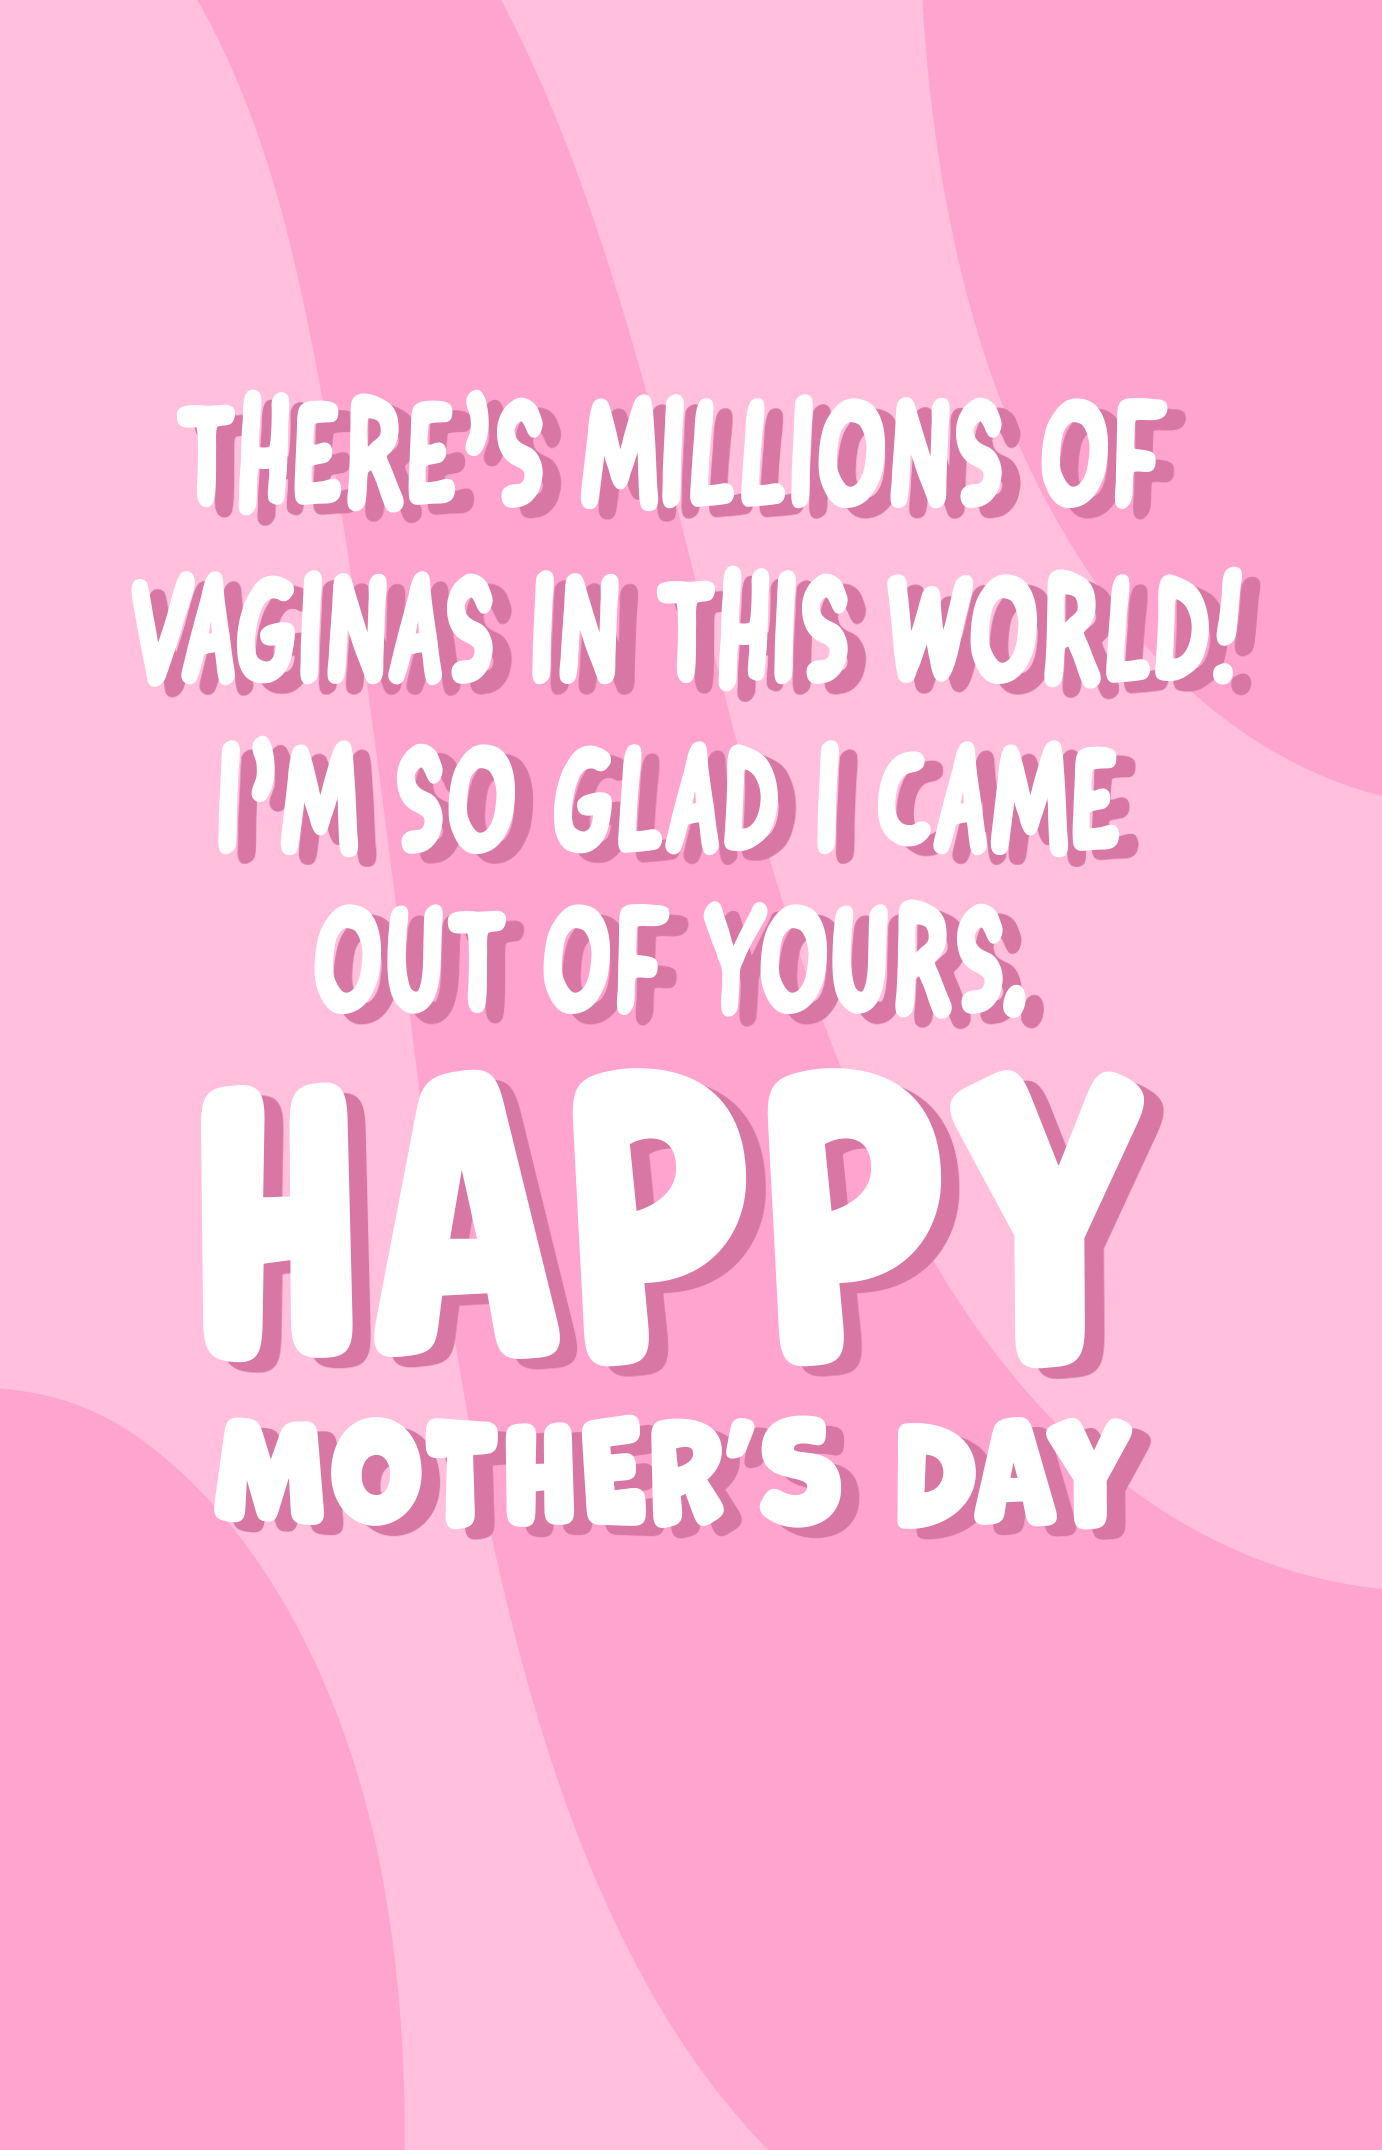 THERE'S MILLIONS OF
VAGINAS IN THIS WORLD!
I'M SO GLAD I CAME
OUT OF YOURS.
HAPPY
MOTHER'S DAY